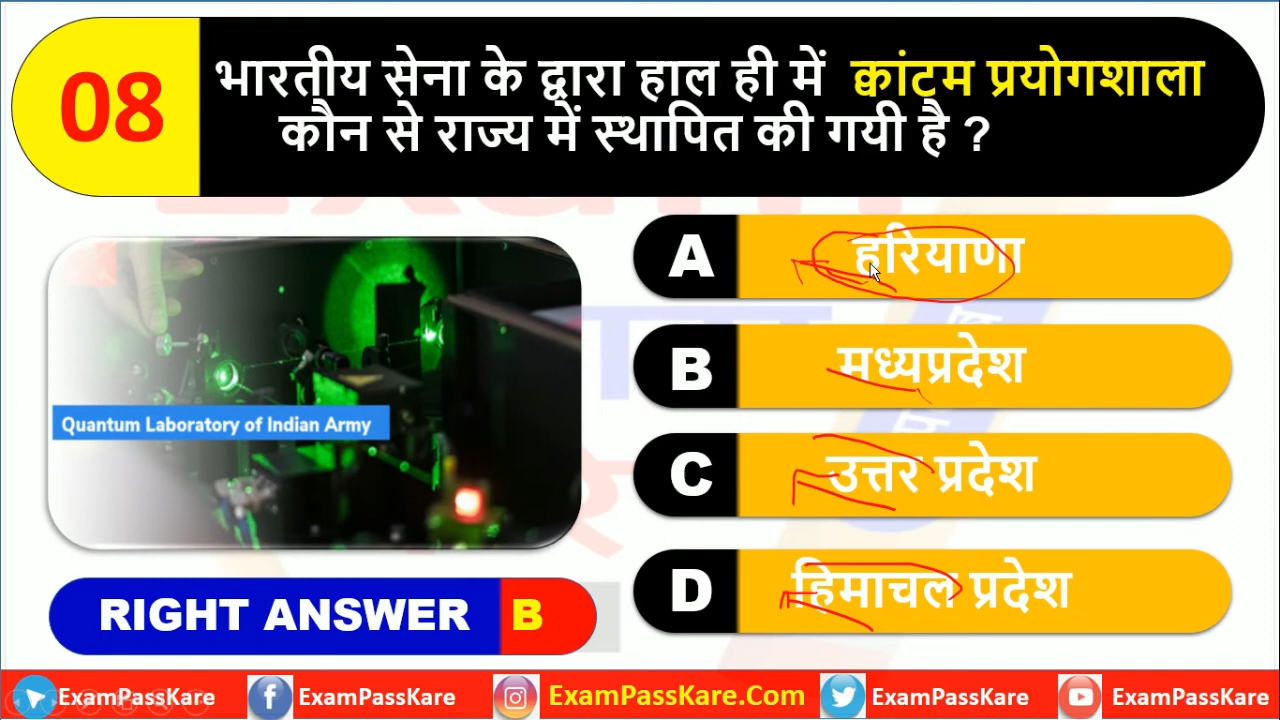 08
भारतीय सेना के द्वारा हाल ही में क्वांटम प्रयोगशाला
कौन से राज्य में स्थापित की गयी है ?
A हरियाणा
B मध्यप्रदेश
C उत्तर प्रदेश
D हिमाचल प्रदेश
Quantum Laboratory of Indian Army
RIGHT ANSWER B
ExamPassKare ExamPassKare ExamPassKare.Com ExamPassKare ExamPassKare